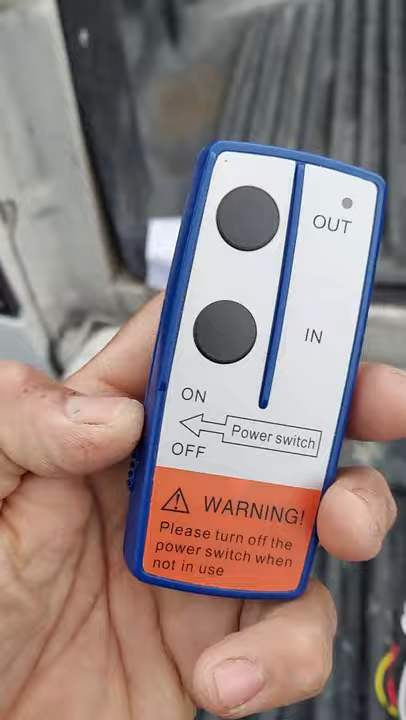 OUT
IN
ON
Power switch
OFF
WARNING!
Please turn off the
power switch when
not in use